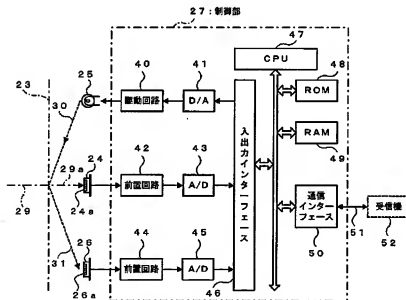 27:制御部
47
CPU
23
25
40
41
48
駆動回路
D/A
ROM
30
入出力インターフェース
RAM
49
29a
24
42
43
前置回路
A/D
29
24a
通信インターフェース
受信機
31
26
44
45
50
51
52
前置回路
A/D
26a
46